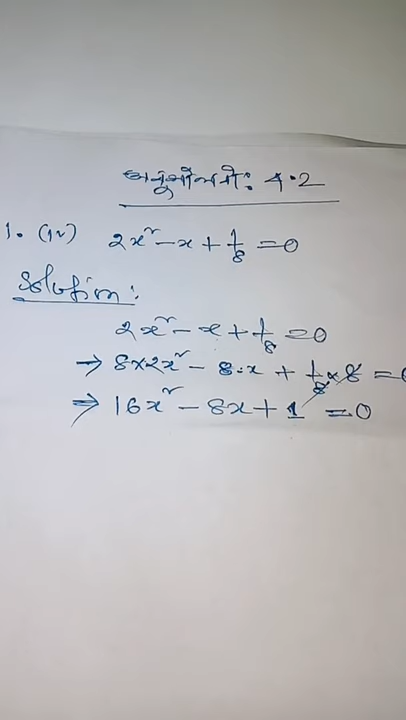 অনুশীলনী: 4.2
1. (iv) 2x² - x + 1/8 = 0
Solution:
2x² - x + 1/8 = 0
→ 8×2x² - 8.x + 1/8 × 8 = 0
⇒ 16x² - 8x + 1 = 0